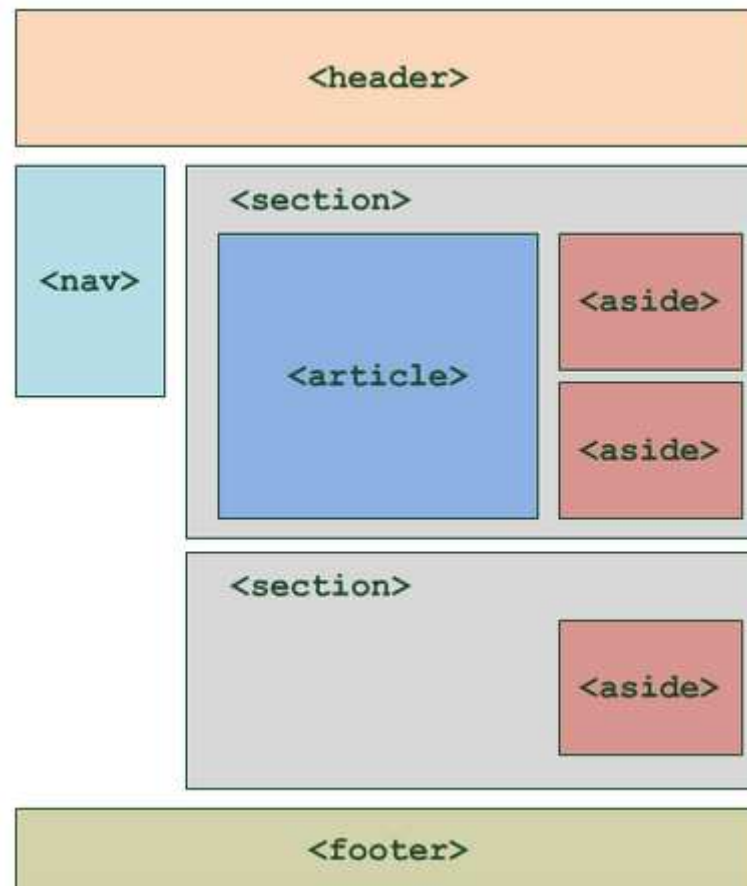 <header>
<nav>
<section>
<article>
<aside>
<aside>
<section>
<aside>
<footer>